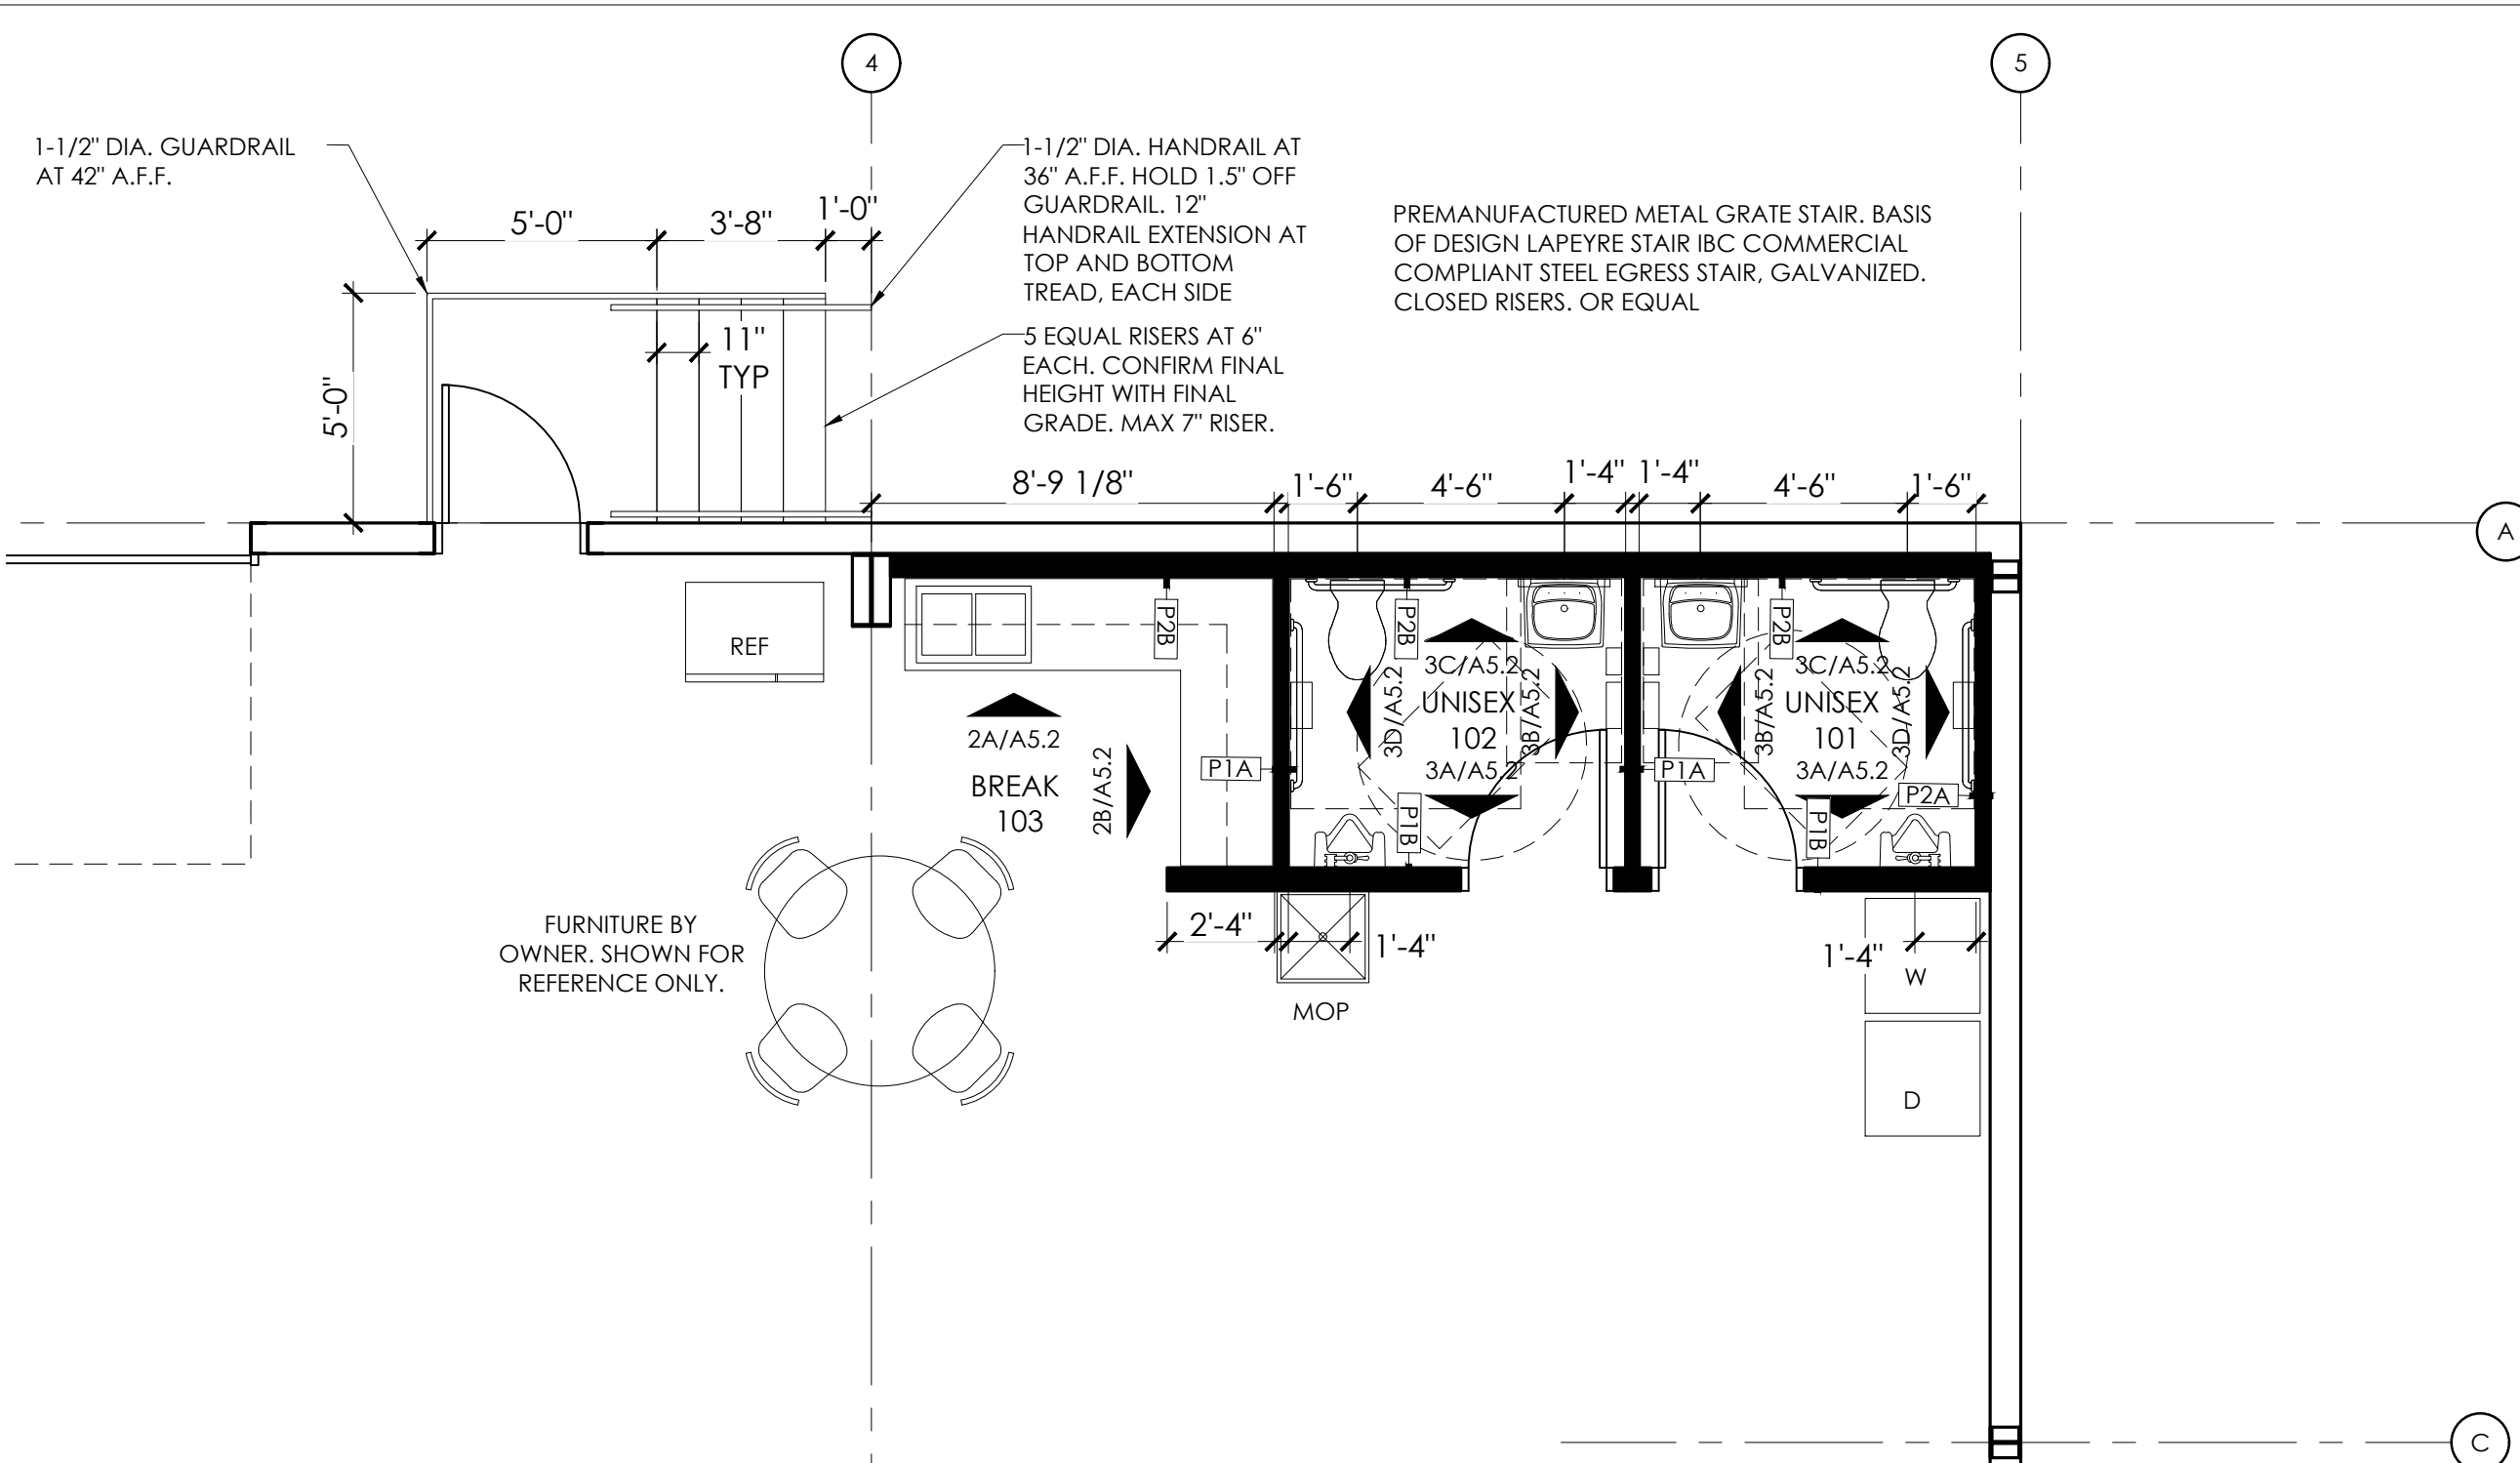 4
5
1-1/2" DIA. GUARDRAIL
AT 42" A.F.F.
1-1/2" DIA. HANDRAIL AT
36" A.F.F. HOLD 1.5" OFF
GUARDRAIL. 12"
HANDRAIL EXTENSION AT
TOP AND BOTTOM
TREAD, EACH SIDE
PREMANUFACTURED METAL GRATE STAIR. BASIS
OF DESIGN LAPEYRE STAIR IBC COMMERCIAL
COMPLIANT STEEL EGRESS STAIR, GALVANIZED.
CLOSED RISERS. OR EQUAL
5'-0"
3'-8"
1'-0"
11"
TYP
5'-0"
5 EQUAL RISERS AT 6"
EACH. CONFIRM FINAL
HEIGHT WITH FINAL
GRADE. MAX 7" RISER.
8'-9 1/8"
1'-6"
4'-6"
1'-4"
1'-4"
4'-6"
1'-6"
A
REF
P2B
P2B
P2B
2A/A5.2
BREAK
103
2B/A5.2
P1A
3C/A5.2
UNISEX
102
3A/A5.2
3D/A5.2
3B/A5.2
P1B
P1A
3C/A5.2
UNISEX
101
3A/A5.2
3B/A5.2
3D/A5.2
P2A
P1B
FURNITURE BY
OWNER. SHOWN FOR
REFERENCE ONLY.
2'-4"
1'-4"
MOP
1'-4"
W
D
C